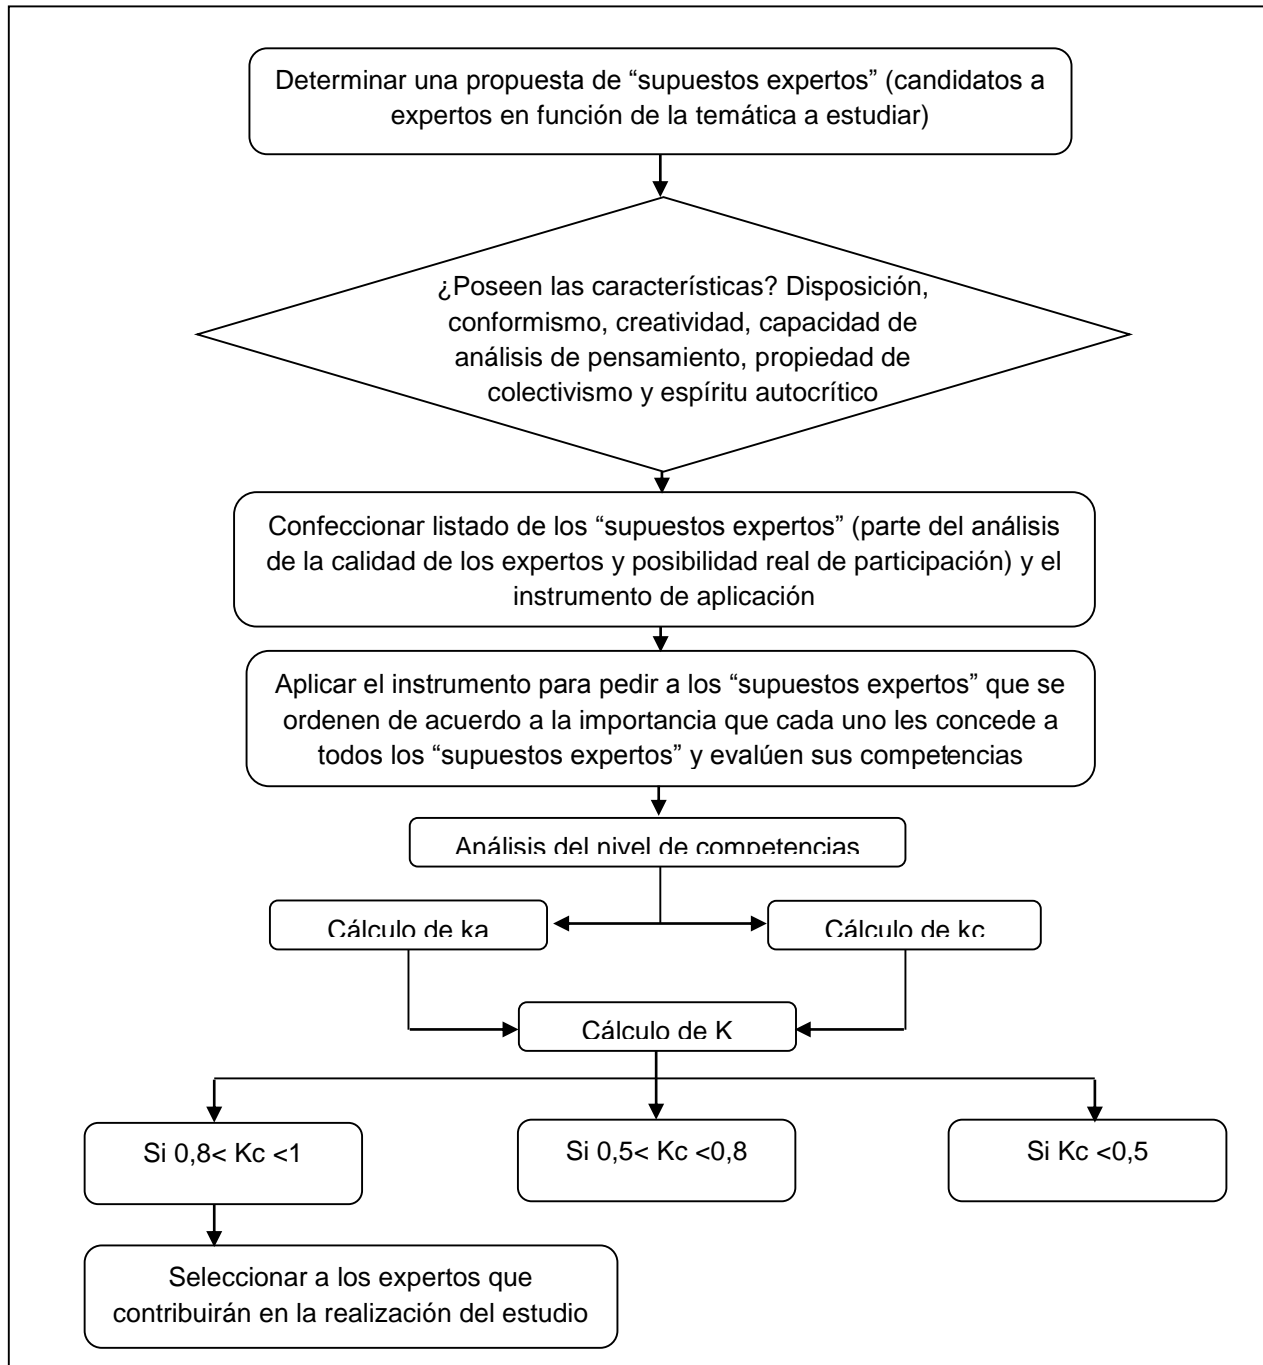 Determinar una propuesta de “supuestos expertos” (candidatos a
expertos en función de la temática a estudiar)
¿Poseen las características? Disposición,
conformismo, creatividad, capacidad de
análisis de pensamiento, propiedad de
colectivismo y espíritu autocrítico
Confeccionar listado de los “supuestos expertos” (parte del análisis
de la calidad de los expertos y posibilidad real de participación) y el
instrumento de aplicación
Aplicar el instrumento para pedir a los “supuestos expertos” que se
ordenen de acuerdo a la importancia que cada uno les concede a
todos los “supuestos expertos” y evalúen sus competencias
Análisis del nivel de competencias
Cálculo de ka
Cálculo de kc
Cálculo de K
Si 0,8< Kc <1
Si 0,5< Kc <0,8
Si Kc <0,5
Seleccionar a los expertos que
contribuirán en la realización del estudio